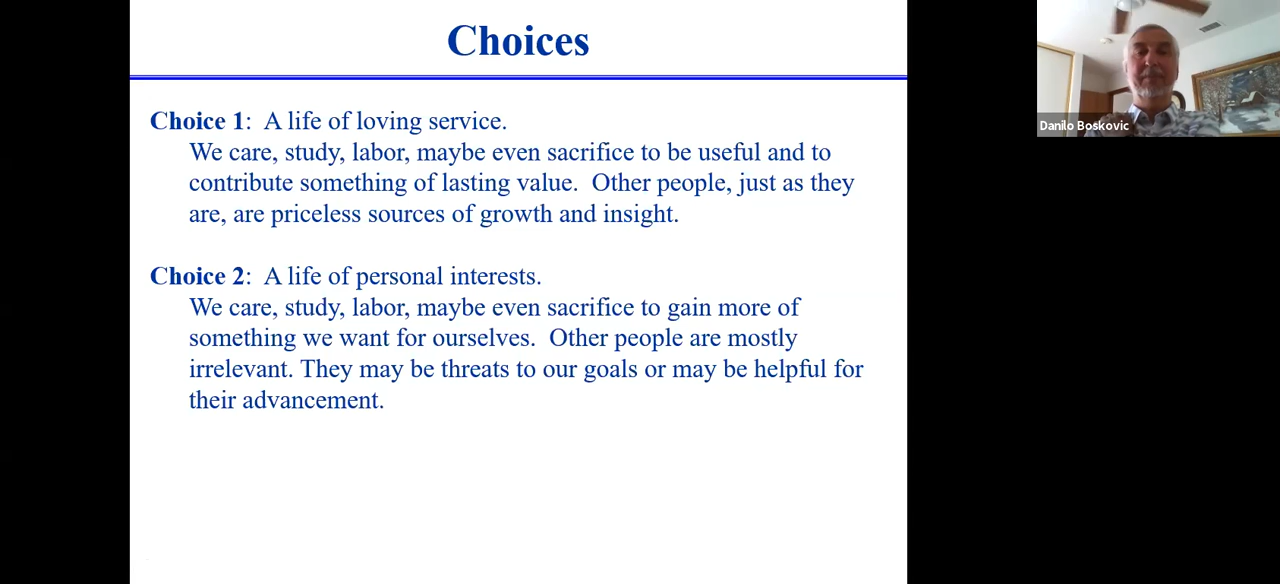 Choices
Choice 1:  A life of loving service.
We care, study, labor, maybe even sacrifice to be useful and to
contribute something of lasting value.  Other people, just as they
are, are priceless sources of growth and insight.
Choice 2:  A life of personal interests.
We care, study, labor, maybe even sacrifice to gain more of
something we want for ourselves.  Other people are mostly
irrelevant. They may be threats to our goals or may be helpful for
their advancement.
Danilo Boskovic